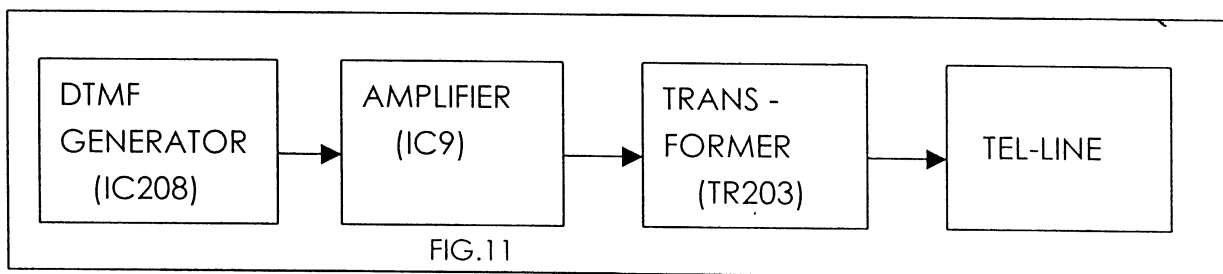 DTMF
GENERATOR
(IC208)
AMPLIFIER
(IC9)
TRANS -
FORMER
(TR203)
TEL-LINE
FIG.11